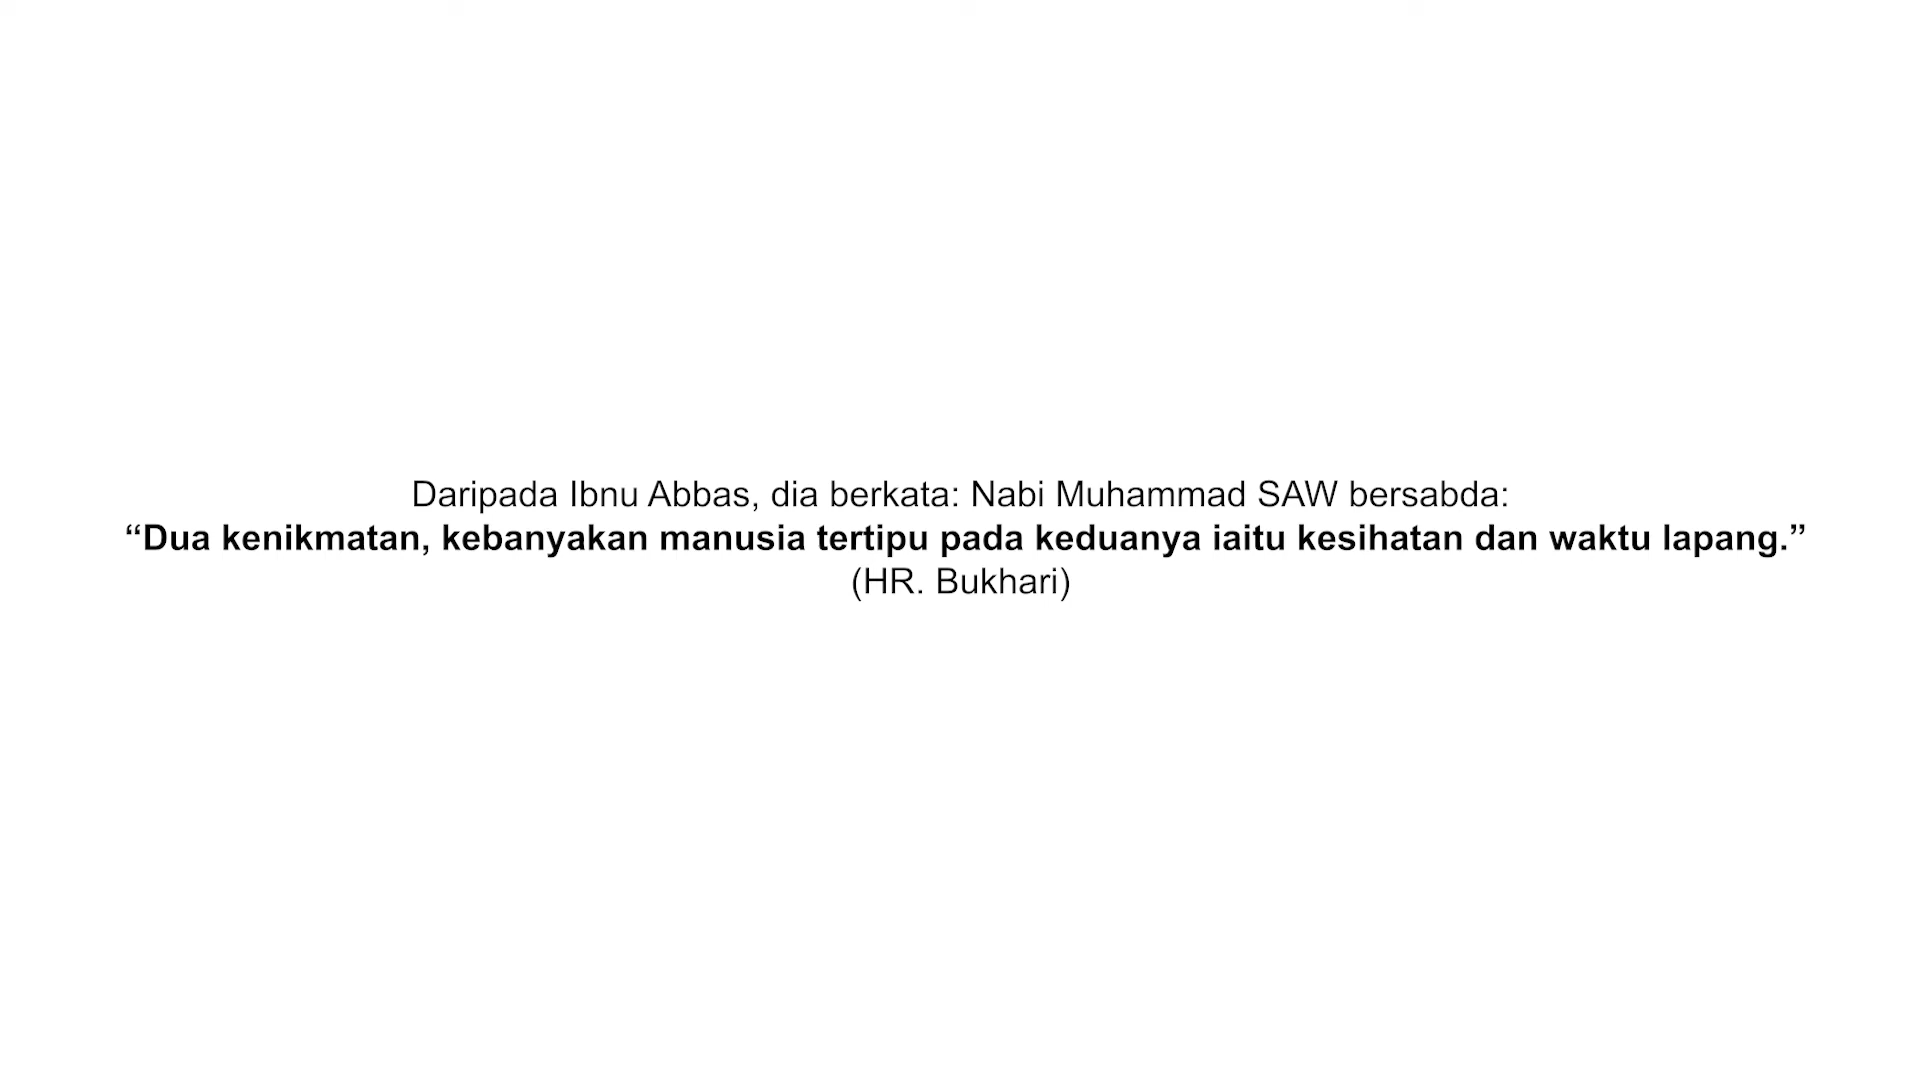 Daripada Ibnu Abbas, dia berkata: Nabi Muhammad SAW bersabda:
“Dua kenikmatan, kebanyakan manusia tertipu pada keduanya iaitu kesihatan dan waktu lapang.”
(HR. Bukhari)